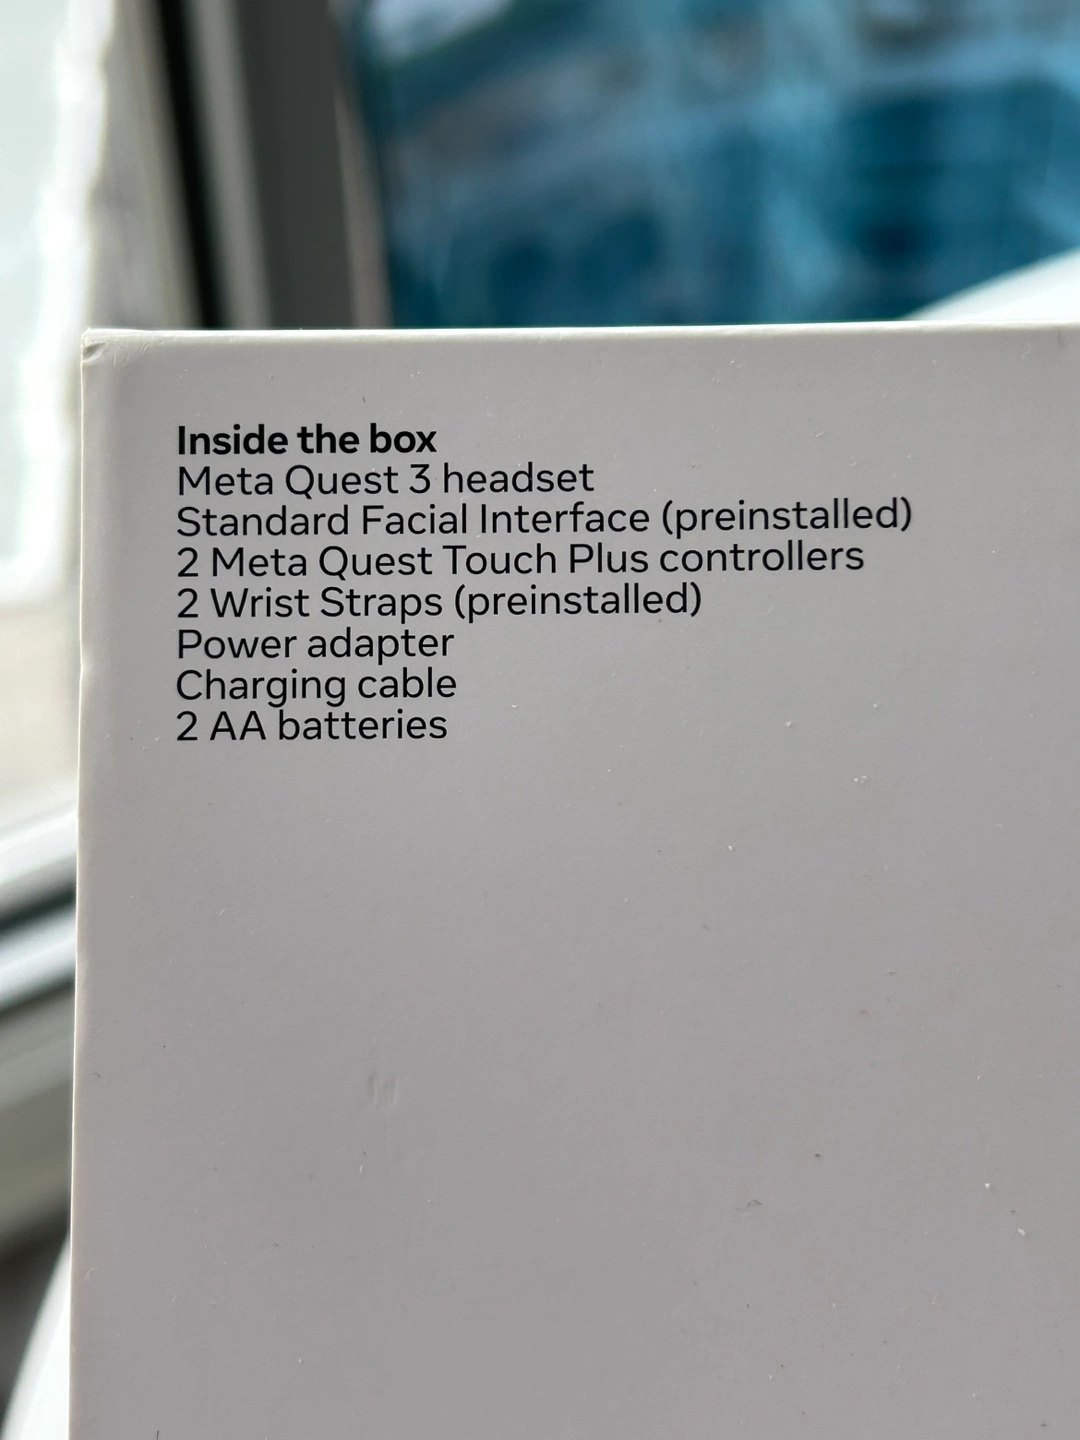 Inside the box
Meta Quest 3 headset
Standard Facial Interface (preinstalled)
2 Meta Quest Touch Plus controllers
2 Wrist Straps (preinstalled)
Power adapter
Charging cable
2 AA batteries